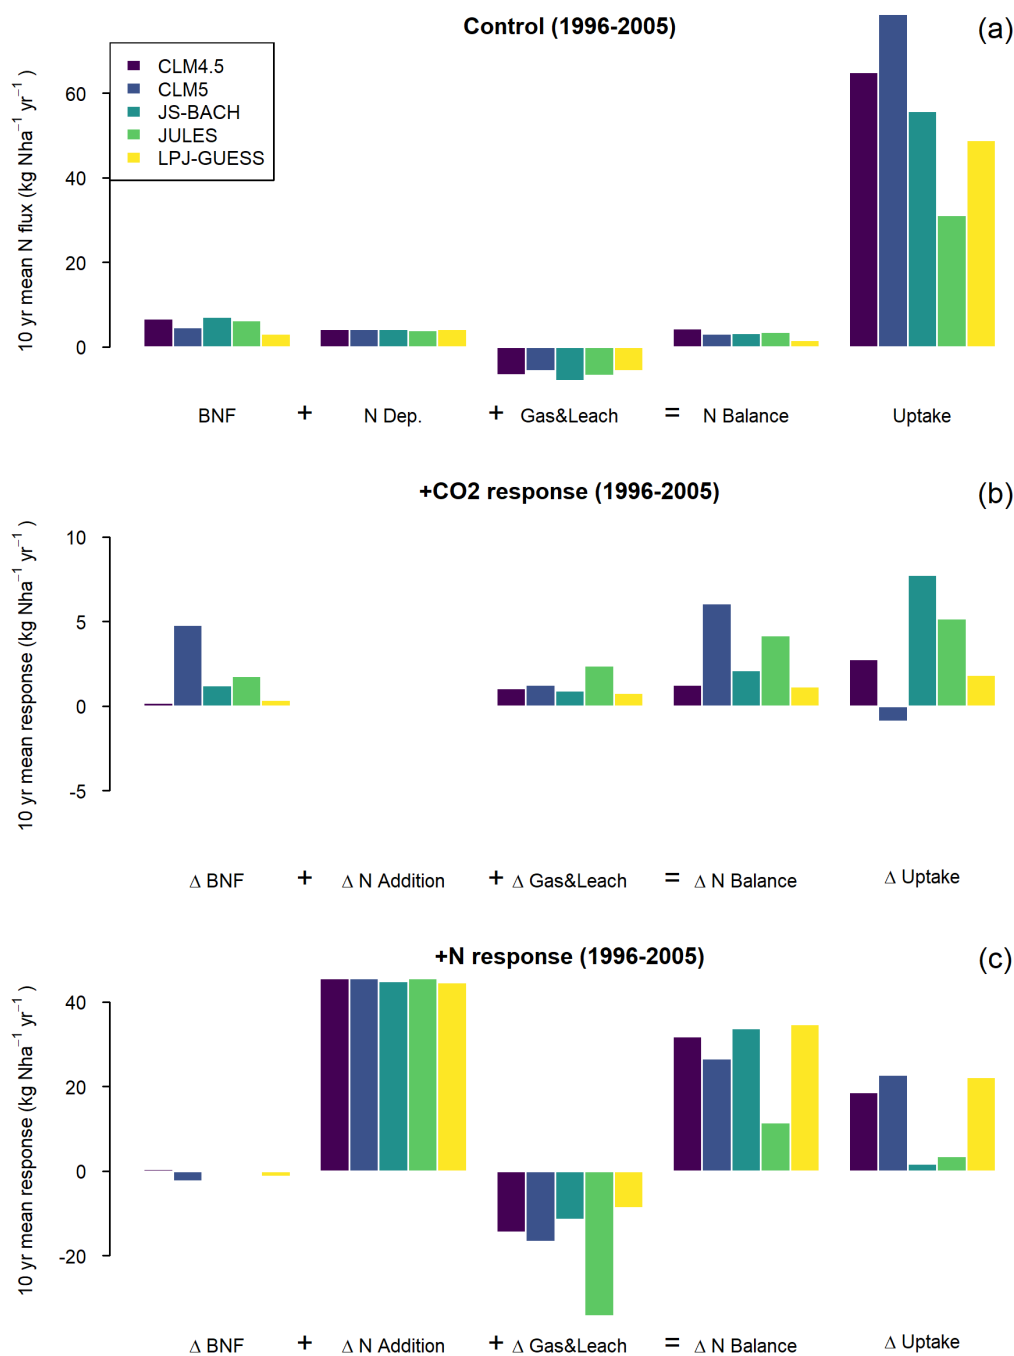 Control (1996-2005)
(a)
10 yr mean N flux (kg Nha⁻¹ yr⁻¹ )
CLM4.5
CLM5
JS-BACH
JULES
LPJ-GUESS
60
40
20
0
BNF + N Dep. + Gas&Leach = N Balance Uptake
+CO2 response (1996-2005)
(b)
10 yr mean response (kg Nha⁻¹ yr⁻¹ )
10
5
0
-5
Δ BNF + Δ N Addition + Δ Gas&Leach = Δ N Balance Δ Uptake
+N response (1996-2005)
(c)
10 yr mean response (kg Nha⁻¹ yr⁻¹ )
40
20
0
-20
Δ BNF + Δ N Addition + Δ Gas&Leach = Δ N Balance Δ Uptake